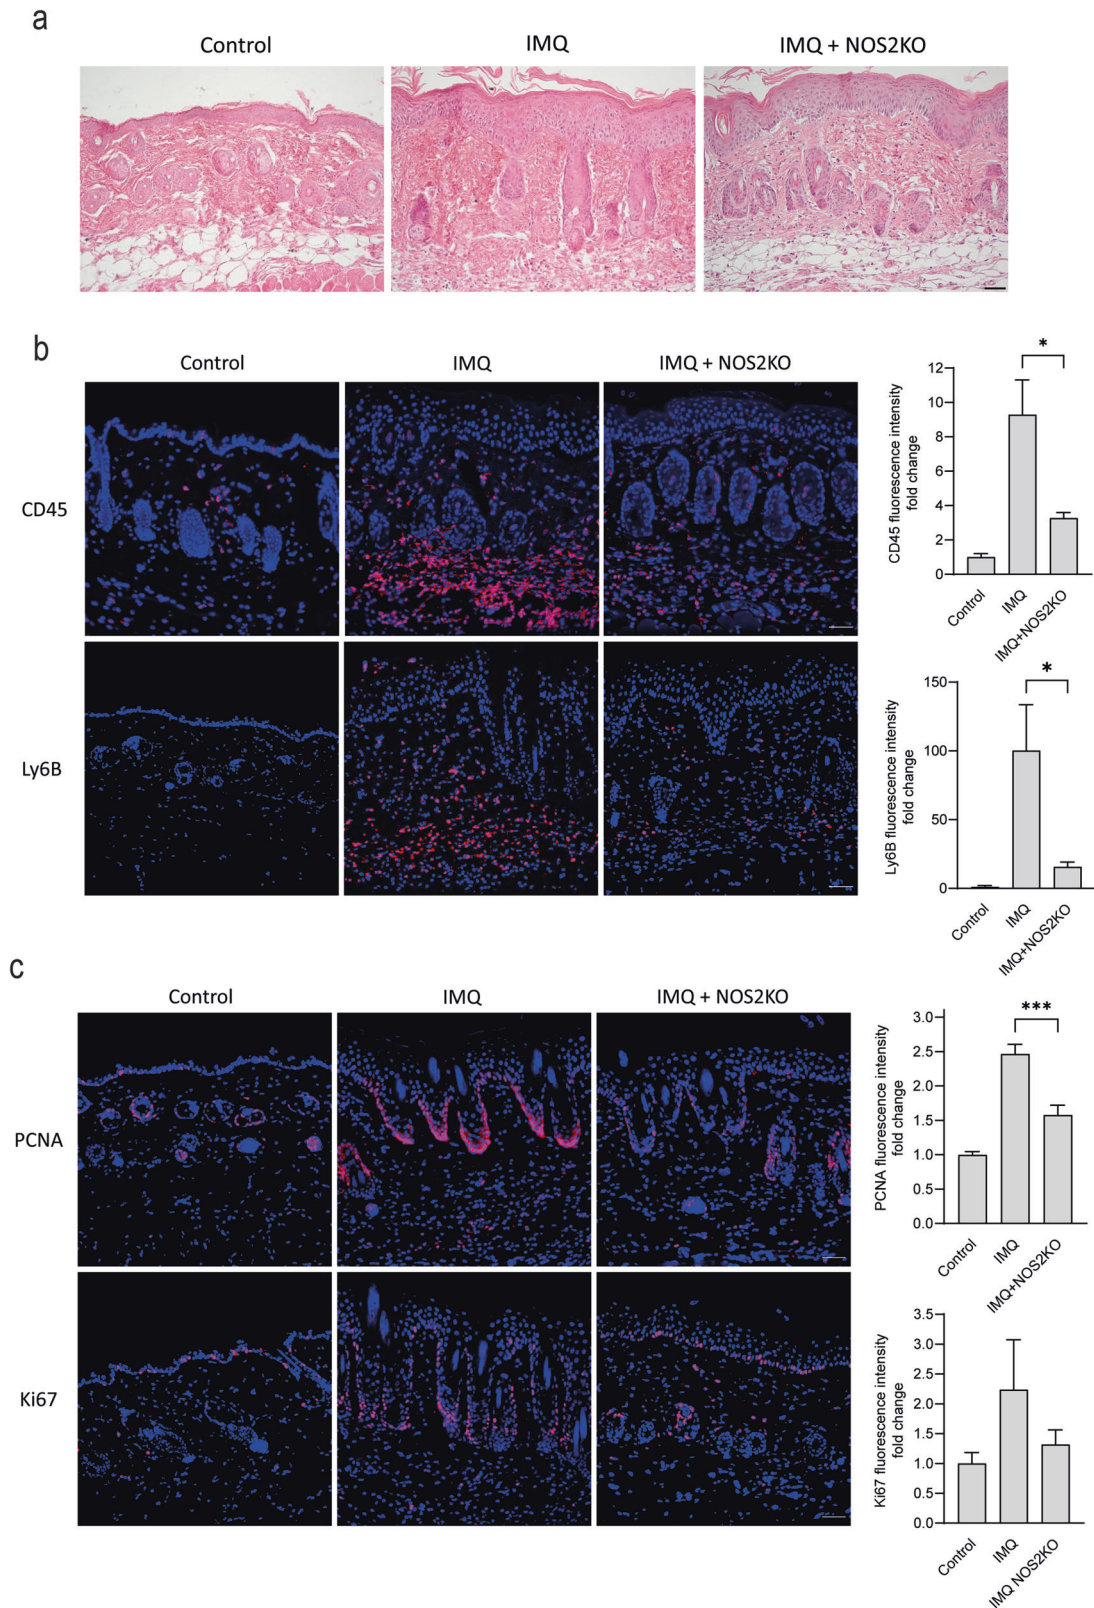 a
Control
IMQ
IMQ + NOS2KO
b
Control
IMQ
IMQ + NOS2KO
CD45
Ly6B
*
CD45 fluorescence intensity
fold change
12
10
8
6
4
2
0
Control
IMQ
IMQ+NOS2KO
*
Ly6B fluorescence intensity
fold change
150
100
50
0
Control
IMQ
IMQ+NOS2KO
c
Control
IMQ
IMQ + NOS2KO
PCNA
Ki67
***
PCNA fluorescence intensity
fold change
3.0
2.5
2.0
1.5
1.0
0.5
0.0
Control
IMQ
IMQ+NOS2KO
Ki67 fluorescence intensity
fold change
3.5
3.0
2.5
2.0
1.5
1.0
0.5
0.0
Control
IMQ
IMQ NOS2KO